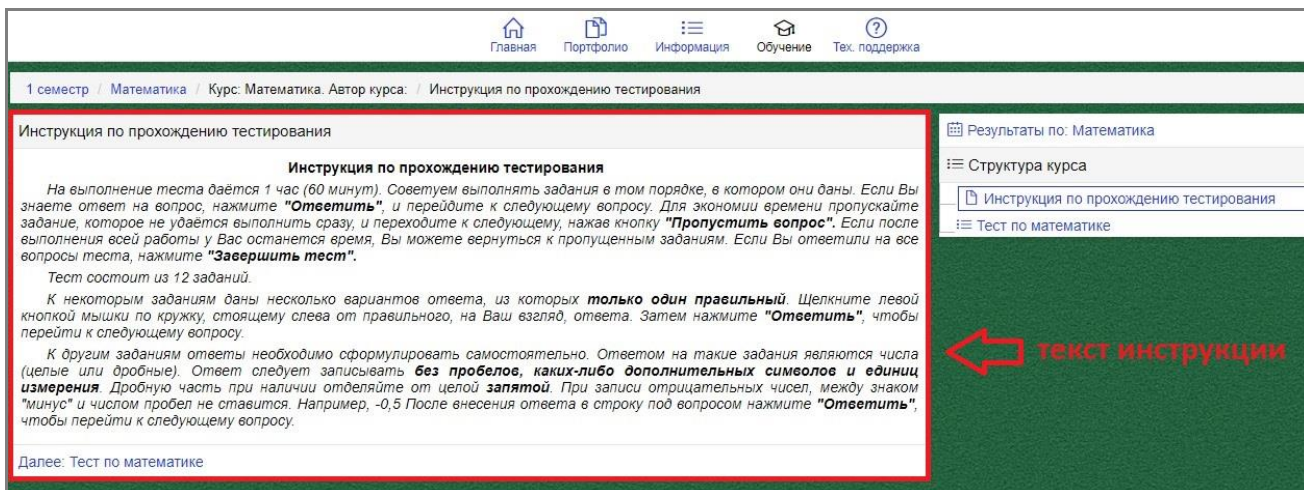 Главная Портфолио Информация Обучение Тех. поддержка
1 семестр / Математика / Курс: Математика. Автор курса: / Инструкция по прохождению тестирования
Инструкция по прохождению тестирования
Инструкция по прохождению тестирования
На выполнение теста даётся 1 час (60 минут). Советуем выполнять задания в том порядке, в котором они даны. Если Вы
знаете ответ на вопрос, нажмите "Ответить", и перейдите к следующему вопросу. Для экономии времени пропускайте
задание, которое не удаётся выполнить сразу, и переходите к следующему, нажав кнопку "Пропустить вопрос". Если после
выполнения всей работы у Вас останется время, Вы можете вернуться к пропущенным заданиям. Если Вы ответили на все
вопросы теста, нажмите "Завершить тест".
Тест состоит из 12 заданий.
К некоторым заданиям даны несколько вариантов ответа, из которых только один правильный. Щелкните левой
кнопкой мышки по кружку, стоящему слева от правильного, на Ваш взгляд, ответа. Затем нажмите "Ответить", чтобы
перейти к следующему вопросу.
К другим заданиям ответы необходимо сформулировать самостоятельно. Ответом на такие задания являются числа
(целые или дробные). Ответ следует записывать без пробелов, каких-либо дополнительных символов и единиц
измерения. Дробную часть при наличии отделяйте от целой запятой. При записи отрицательных чисел, между знаком
"минус" и числом пробел не ставится. Например, -0,5 После внесения ответа в строку под вопросом нажмите "Ответить",
чтобы перейти к следующему вопросу.
Далее: Тест по математике
Результаты по: Математика
Структура курса
Инструкция по прохождению тестирования
Тест по математике
текст инструкции